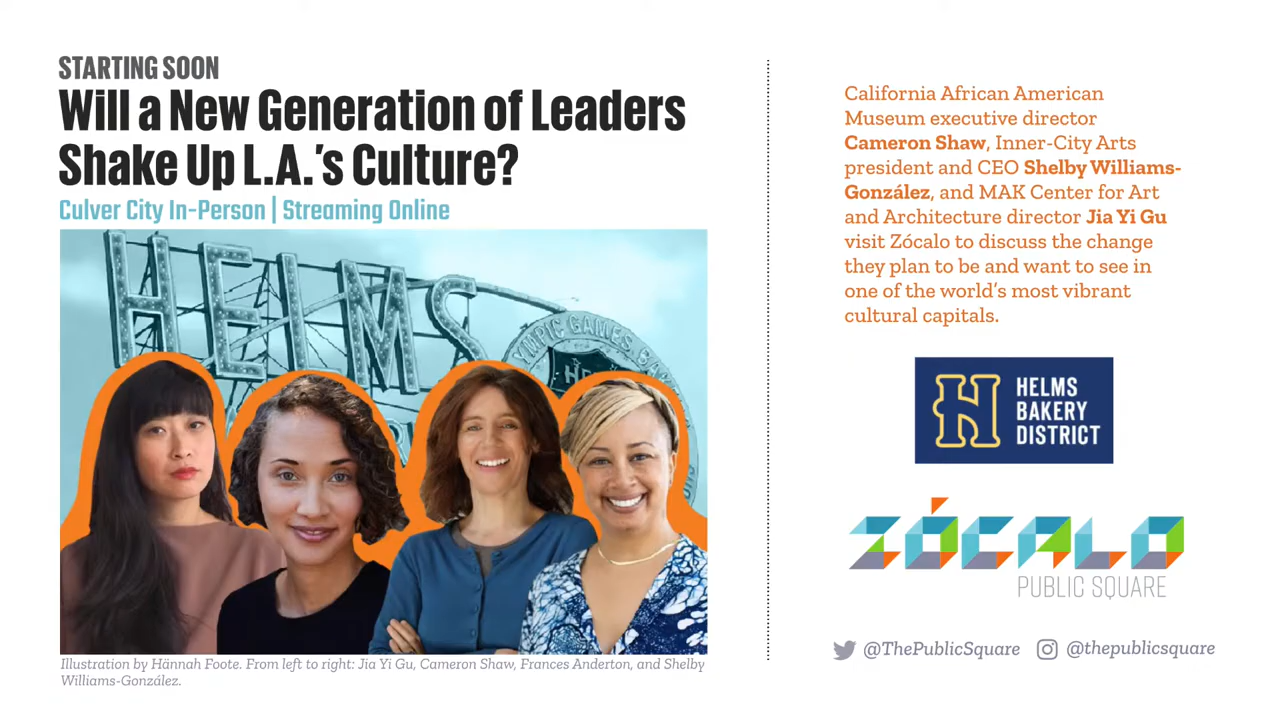 STARTING SOON
Will a New Generation of Leaders
Shake Up L.A.'s Culture?
Culver City In-Person | Streaming Online
HELMS
Illustration by Hännah Foote. From left to right: Jia Yi Gu, Cameron Shaw, Frances Anderton, and Shelby
Williams-González.
California African American
Museum executive director
Cameron Shaw, Inner-City Arts
president and CEO Shelby Williams-
González, and MAK Center for Art
and Architecture director Jia Yi Gu
visit Zócalo to discuss the change
they plan to be and want to see in
one of the world's most vibrant
cultural capitals.
H
HELMS
BAKERY
DISTRICT
ZÓCALO
PUBLIC SQUARE
@ThePublicSquare
@thepublicsquare